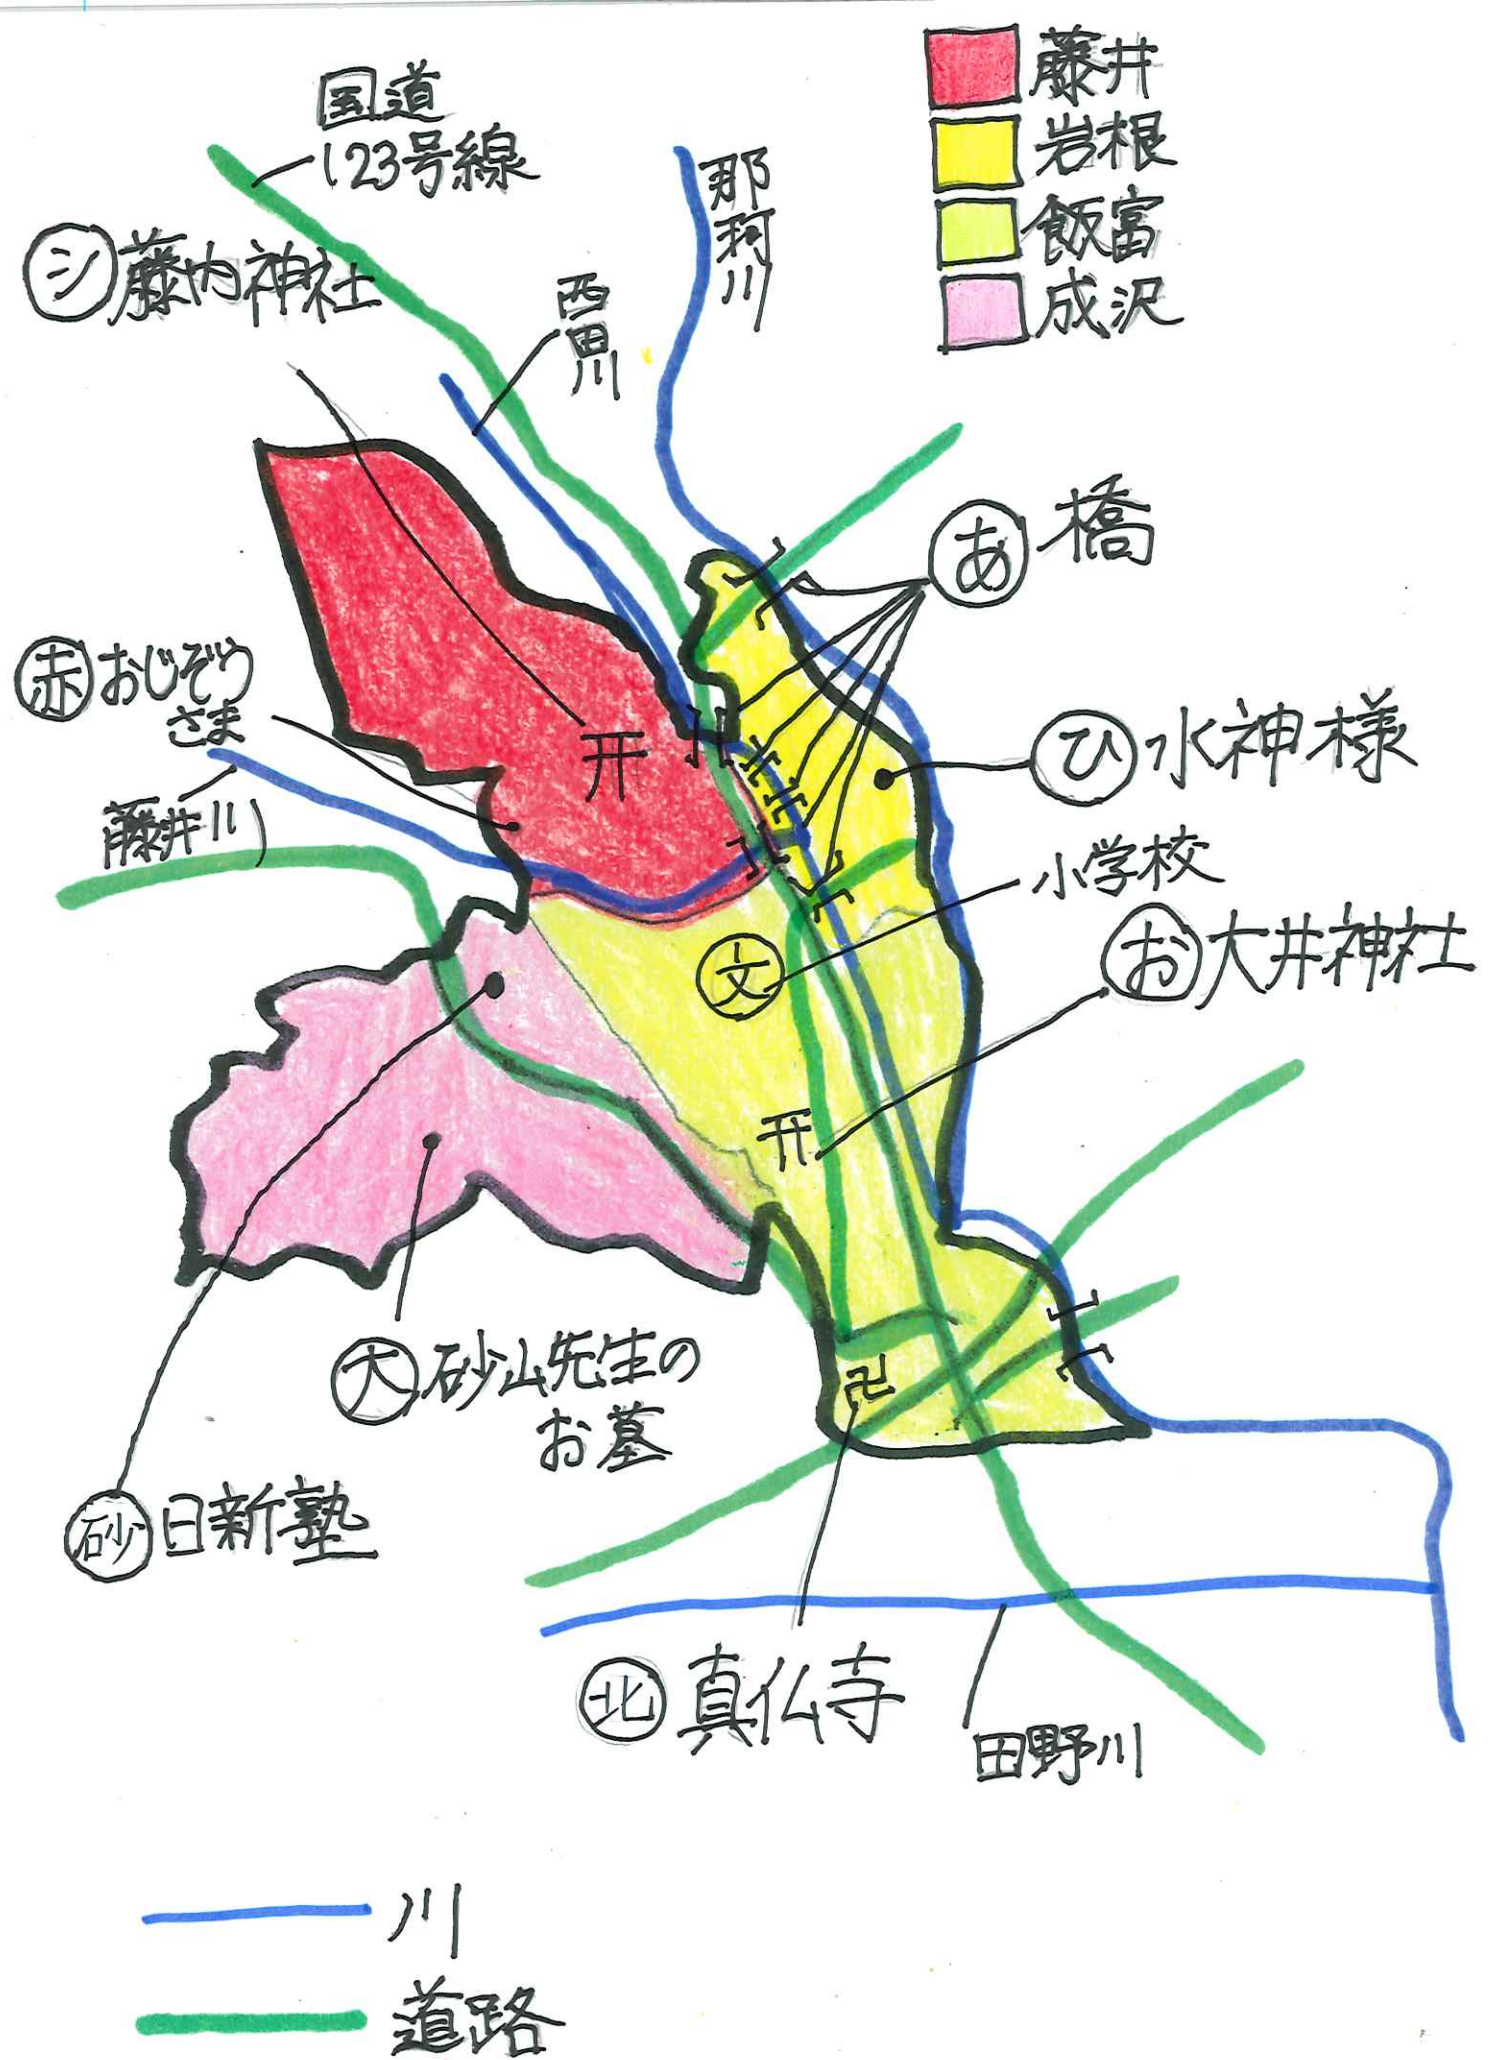 国道
123号線
那珂川
藤井
岩根
飯富
成沢
シ 藤内神社
西田川
あ 橋
赤 おじぞう
さま
ひ 水神様
藤井川
小学校
お 大井神社
文
大 砂山先生の
お墓
砂 日新塾
卍
北 真仏寺
田野川
川
道路